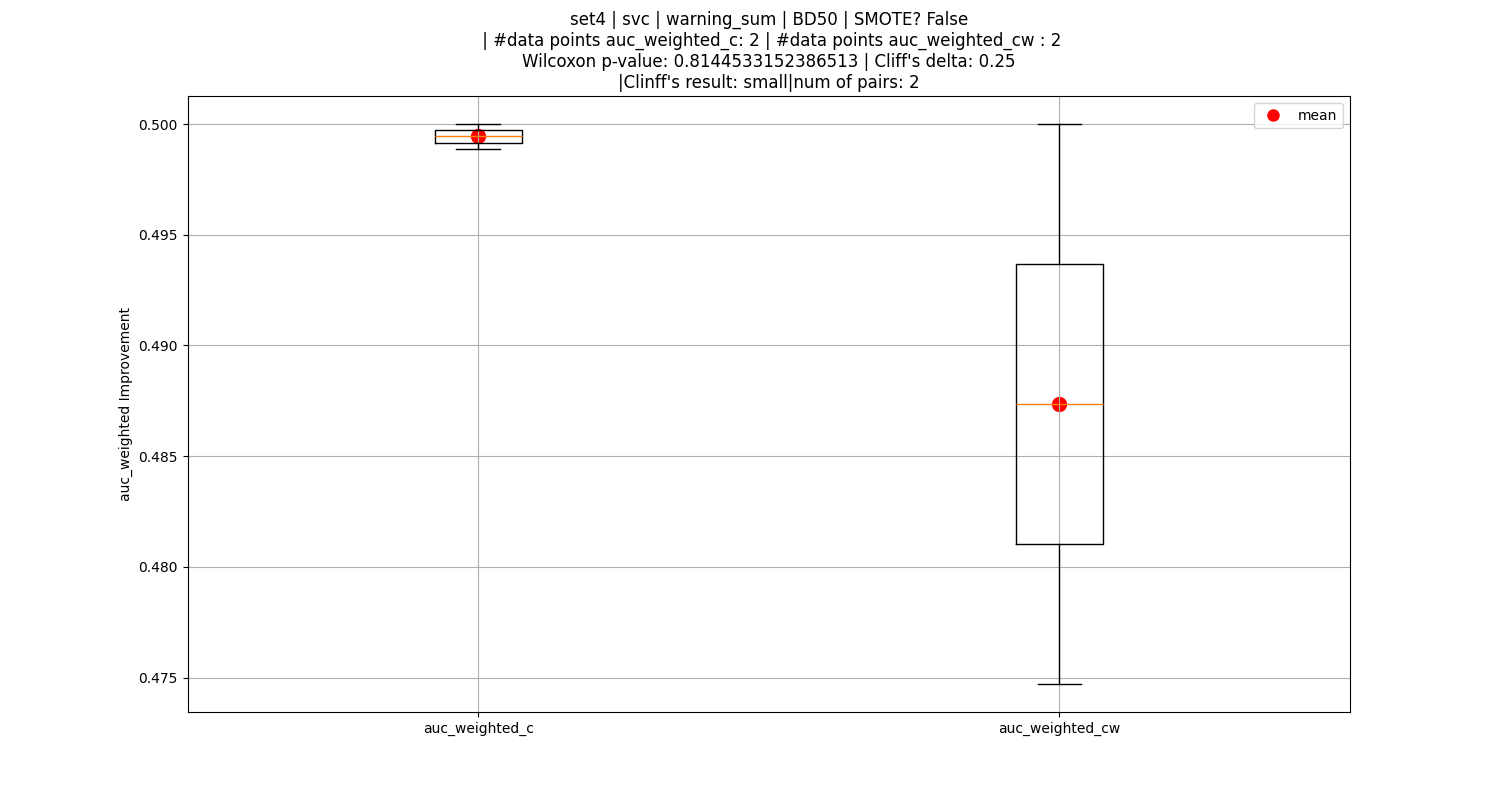 set4 | svc | warning_sum | BD50 | SMOTE? False
| #data points auc_weighted_c: 2 | #data points auc_weighted_cw : 2
Wilcoxon p-value: 0.8144533152386513 | Cliff's delta: 0.25
|Clinff's result: small|num of pairs: 2
mean
0.500
0.495
0.490
0.485
0.480
0.475
auc_weighted Improvement
auc_weighted_c
auc_weighted_cw